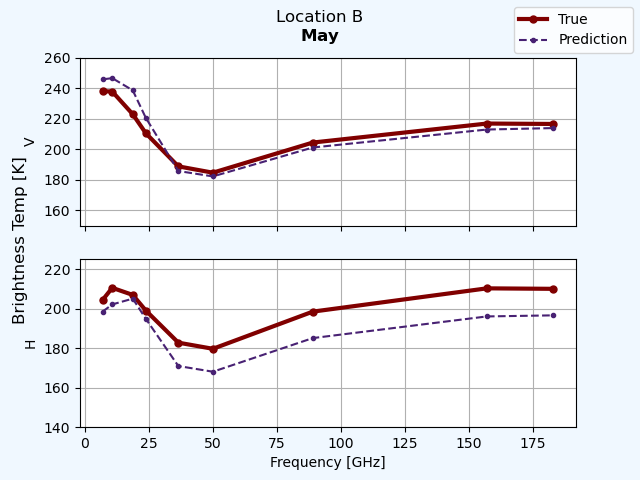 Location B
May
True
Prediction
Brightness Temp [K]
V
260
240
220
200
180
160
H
220
200
180
160
140
0 25 50 75 100 125 150 175
Frequency [GHz]